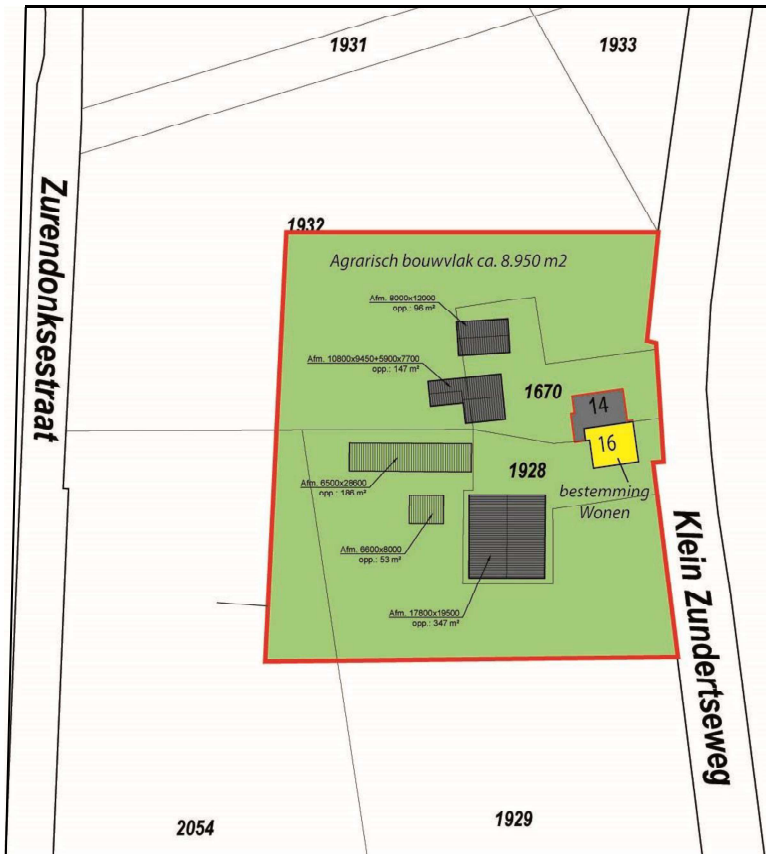 1931
1933
Zurendonksestraat
1932
Agrarisch bouwvlak ca. 8.950 m2
Afm. 8000x12000
opp.: 96 m²
Afm. 10800x9450+5900x7700
opp.: 147 m²
1670
14
16
1928
bestemming
Wonen
Afm. 6500x28600
opp.: 186 m²
Afm. 6600x8000
opp.: 53 m²
Afm. 17800x19500
opp.: 347 m²
Klein Zundertseweg
2054
1929